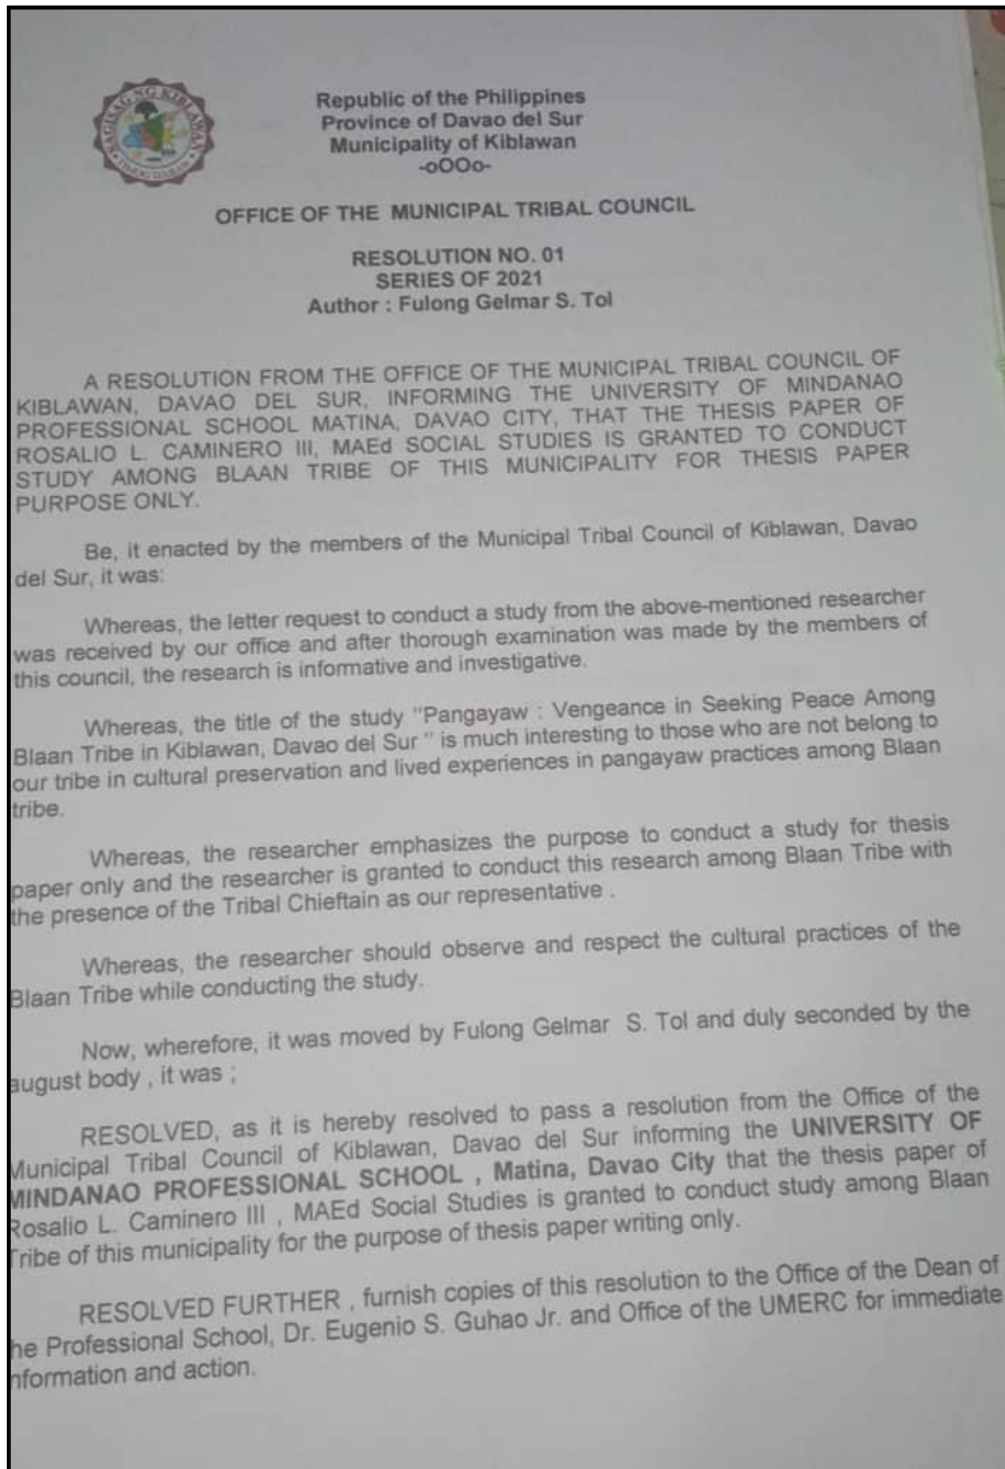 SAGISAG NG KIBLAWAN
Republic of the Philippines
Province of Davao del Sur
Municipality of Kiblawan
-oOOo-
OFFICE OF THE MUNICIPAL TRIBAL COUNCIL
RESOLUTION NO. 01
SERIES OF 2021
Author : Fulong Gelmar S. Tol
A RESOLUTION FROM THE OFFICE OF THE MUNICIPAL TRIBAL COUNCIL OF
KIBLAWAN, DAVAO DEL SUR, INFORMING THE UNIVERSITY OF MINDANAO
PROFESSIONAL SCHOOL MATINA, DAVAO CITY, THAT THE THESIS PAPER OF
ROSALIO L. CAMINERO III, MAEd SOCIAL STUDIES IS GRANTED TO CONDUCT
STUDY AMONG BLAAN TRIBE OF THIS MUNICIPALITY FOR THESIS PAPER
PURPOSE ONLY.
Be, it enacted by the members of the Municipal Tribal Council of Kiblawan, Davao
del Sur, it was:
Whereas, the letter request to conduct a study from the above-mentioned researcher
was received by our office and after thorough examination was made by the members of
this council, the research is informative and investigative.
Whereas, the title of the study "Pangayaw : Vengeance in Seeking Peace Among
Blaan Tribe in Kiblawan, Davao del Sur " is much interesting to those who are not belong to
our tribe in cultural preservation and lived experiences in pangayaw practices among Blaan
tribe.
Whereas, the researcher emphasizes the purpose to conduct a study for thesis
paper only and the researcher is granted to conduct this research among Blaan Tribe with
the presence of the Tribal Chieftain as our representative .
Whereas, the researcher should observe and respect the cultural practices of the
Blaan Tribe while conducting the study.
Now, wherefore, it was moved by Fulong Gelmar S. Tol and duly seconded by the
august body , it was ;
RESOLVED, as it is hereby resolved to pass a resolution from the Office of the
Municipal Tribal Council of Kiblawan, Davao del Sur informing the UNIVERSITY OF
MINDANAO PROFESSIONAL SCHOOL , Matina, Davao City that the thesis paper of
Rosalio L. Caminero III , MAEd Social Studies is granted to conduct study among Blaan
Tribe of this municipality for the purpose of thesis paper writing only.
RESOLVED FURTHER , furnish copies of this resolution to the Office of the Dean of
he Professional School, Dr. Eugenio S. Guhao Jr. and Office of the UMERC for immediate
nformation and action.